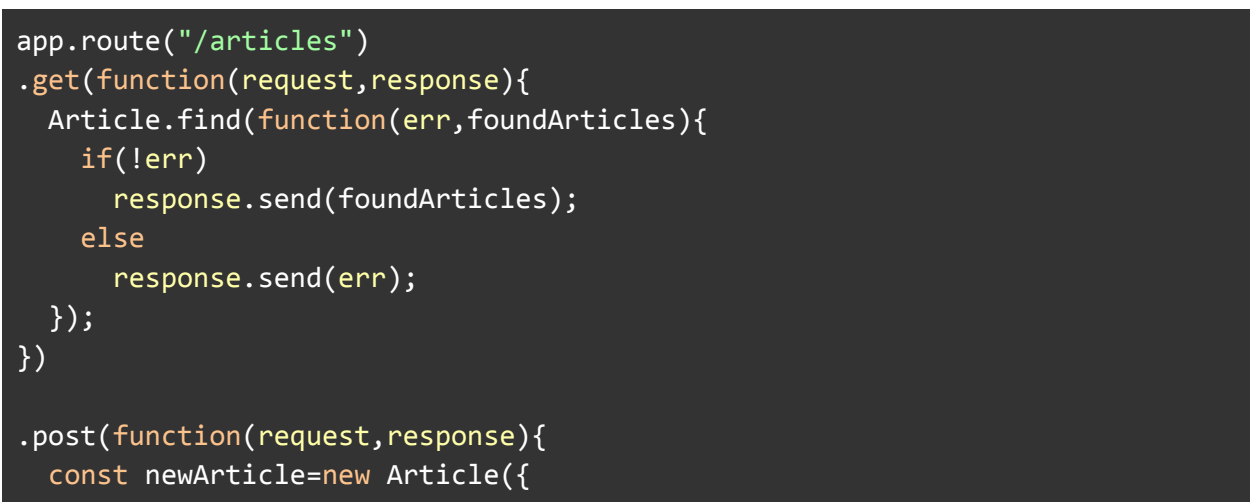 app.route("/articles")
.get(function(request,response){
  Article.find(function(err,foundArticles){
    if(!err)
      response.send(foundArticles);
    else
      response.send(err);
  });
})

.post(function(request,response){
  const newArticle=new Article({